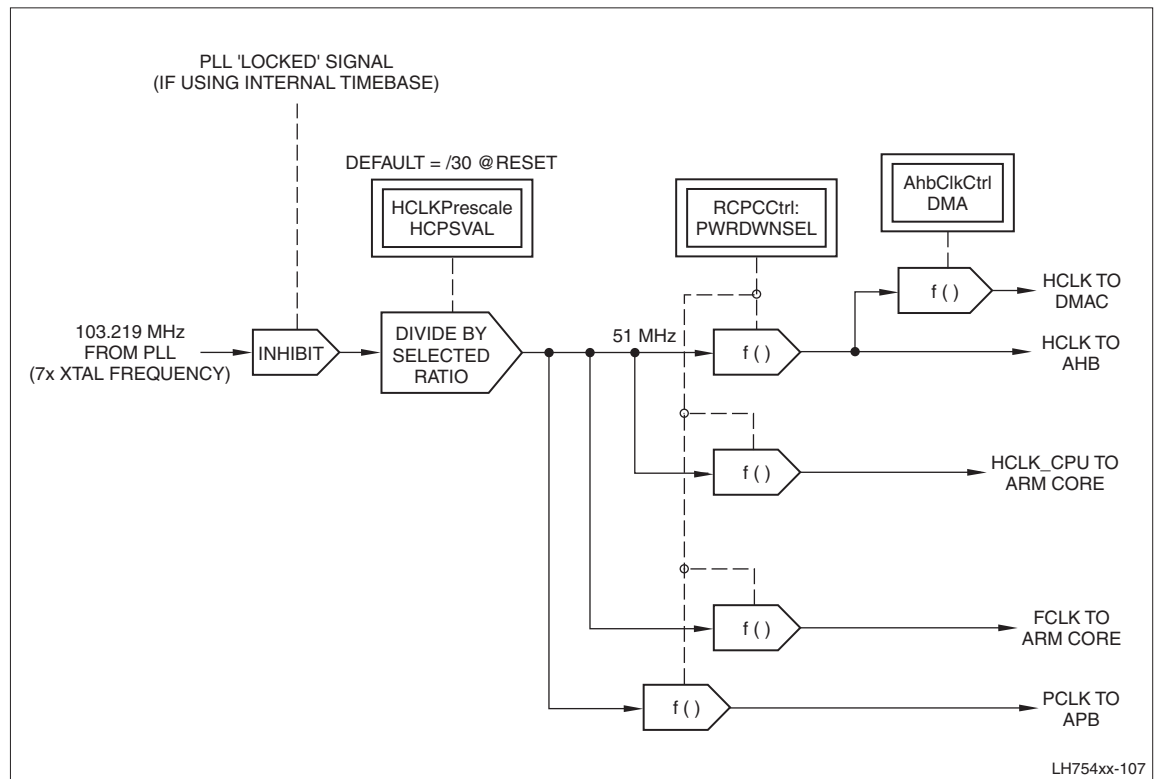 PLL 'LOCKED' SIGNAL
(IF USING INTERNAL TIMEBASE)
DEFAULT = /30 @RESET
HCLKPrescale
HCPSVAL
RCPCCtrl:
PWRDWNSEL
AhbClkCtrl
DMA
103.219 MHz
FROM PLL
(7x XTAL FREQUENCY)
INHIBIT
DIVIDE BY
SELECTED
RATIO
51 MHz
f ( )
HCLK TO
DMAC
f ( )
HCLK TO
AHB
f ( )
HCLK_CPU TO
ARM CORE
f ( )
FCLK TO
ARM CORE
f ( )
PCLK TO
APB
LH754xx-107